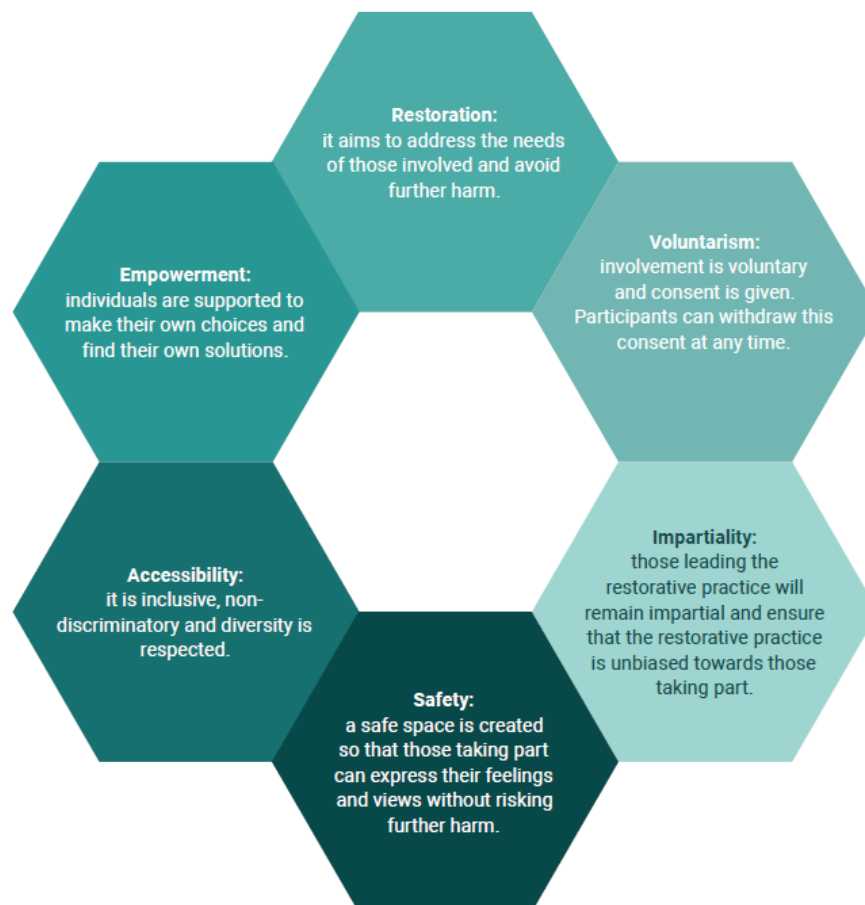 Restoration:
it aims to address the needs
of those involved and avoid
further harm.
Voluntarism:
involvement is voluntary
and consent is given.
Participants can withdraw this
consent at any time.
Impartiality:
those leading the
restorative practice will
remain impartial and ensure
that the restorative practice
is unbiased towards those
taking part.
Safety:
a safe space is created
so that those taking part
can express their feelings
and views without risking
further harm.
Accessibility:
it is inclusive, non-
discriminatory and diversity is
respected.
Empowerment:
individuals are supported to
make their own choices and
find their own solutions.